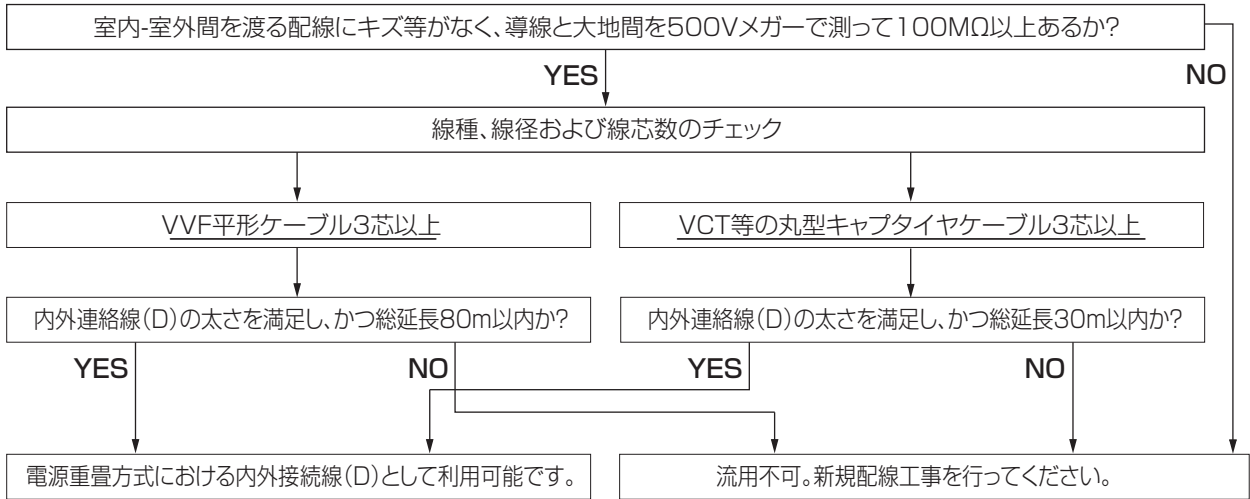 室内-室外間を渡る配線にキズ等がなく、導線と大地間を500Vメガーで測って100MΩ以上あるか?
YES
NO
線種、線径および線芯数のチェック
VVF平形ケーブル3芯以上
VCT等の丸型キャプタイヤケーブル3芯以上
内外連絡線(D)の太さを満足し、かつ総延長80m以内か?
内外連絡線(D)の太さを満足し、かつ総延長30m以内か?
YES
NO
YES
NO
電源重畳方式における内外接続線(D)として利用可能です。
流用不可。新規配線工事を行ってください。